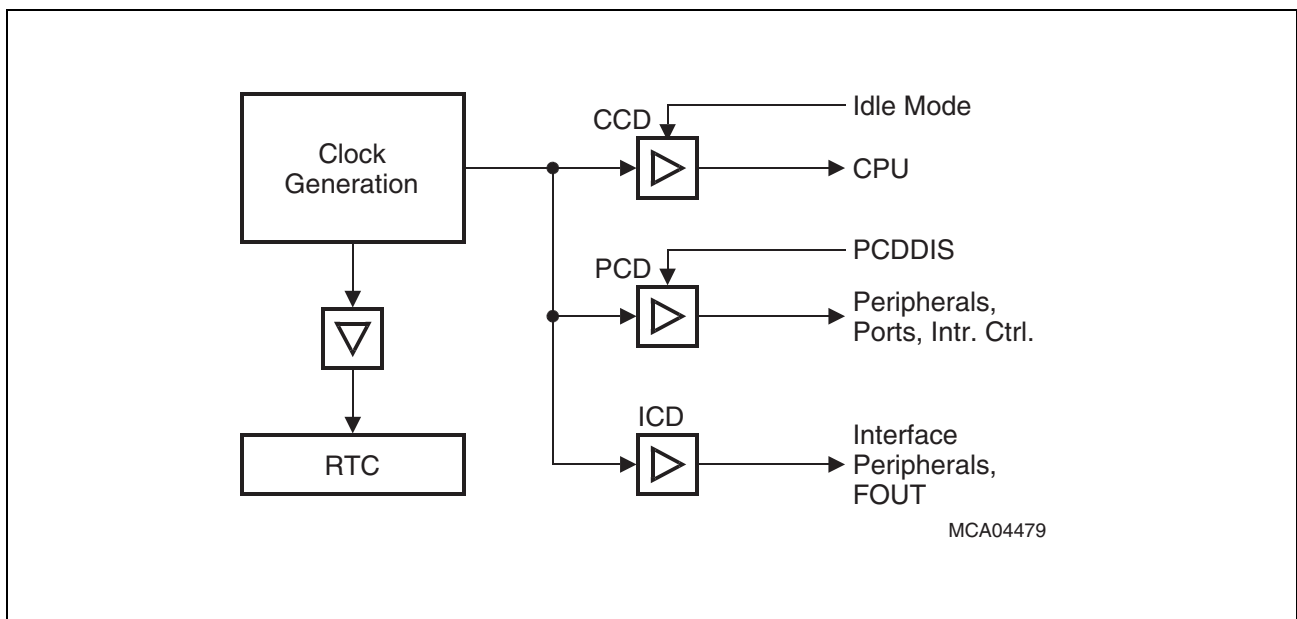 Clock
Generation
CCD
Idle Mode
CPU
PCD
PCDDIS
Peripherals,
Ports, Intr. Ctrl.
ICD
Interface
Peripherals,
FOUT
RTC
MCA04479